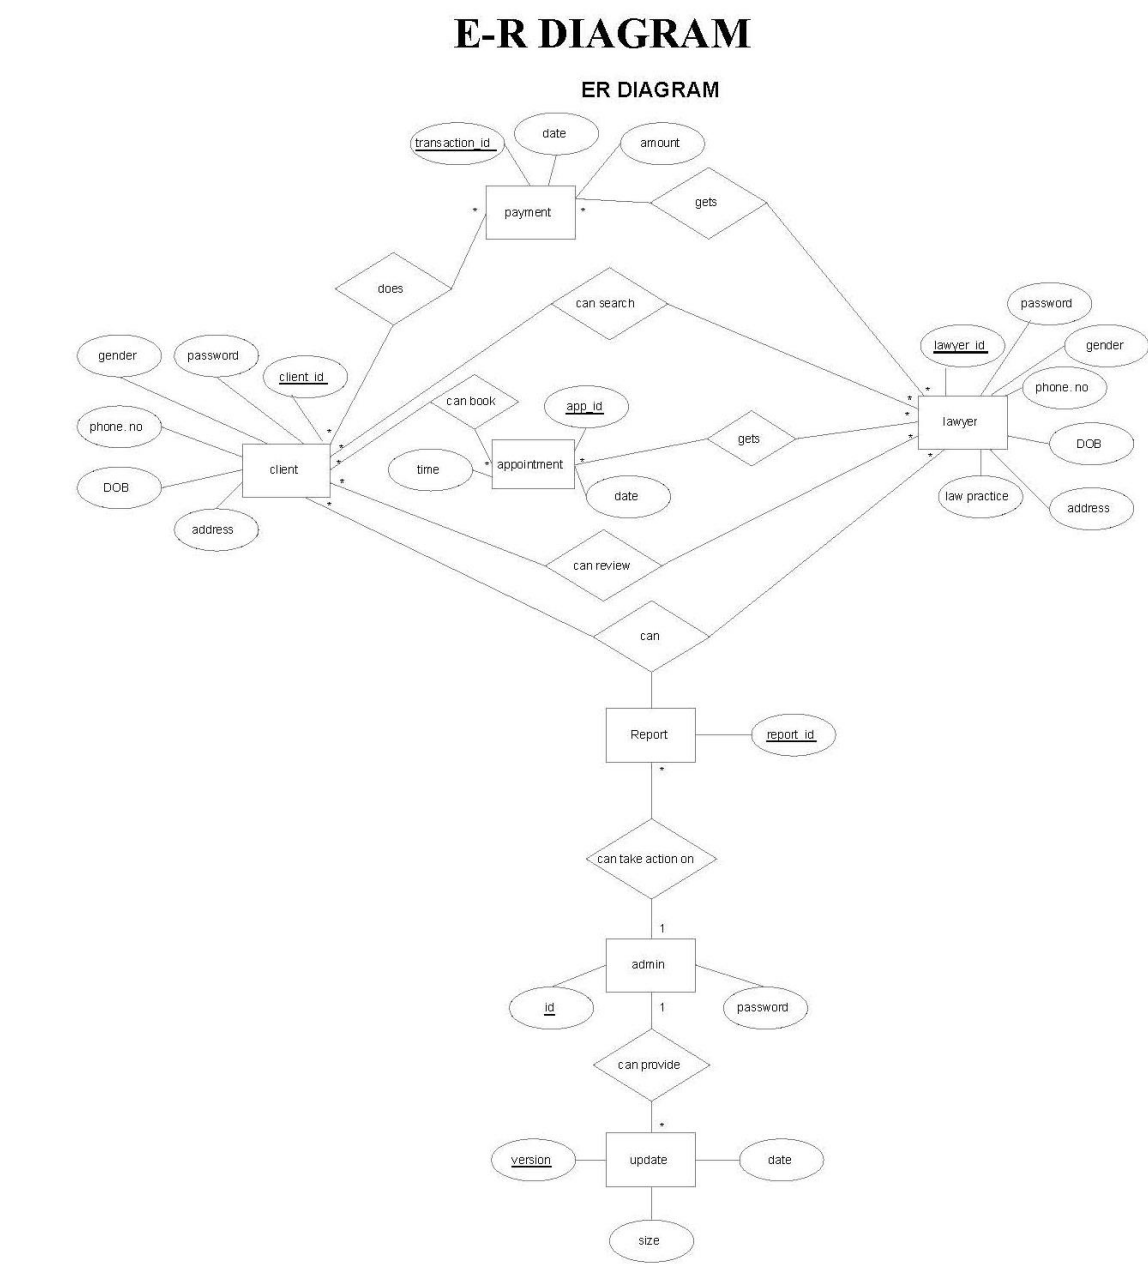 E-R DIAGRAM
ER DIAGRAM
transaction_id
date
amount
payment
*
*
gets
does
can search
password
gender
password
client_id
lawyer_id
gender
phone. no
can book
app_id
*
*
*
lawyer
phone. no
*
client
*
*
time
*
appointment
*
gets
*
*
DOB
DOB
*
*
date
law practice
address
address
can review
can
Report
report_id
*
can take action on
1
admin
id
password
1
can provide
*
version
update
date
size